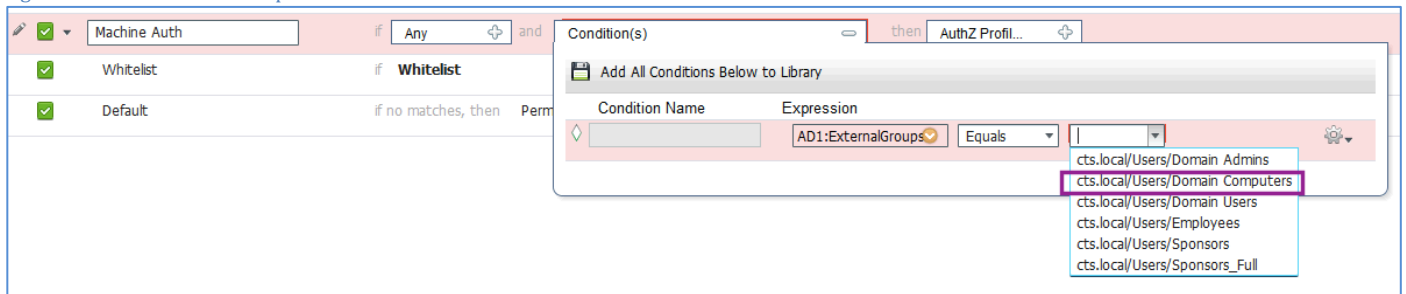 Machine Auth if Any and Condition(s) then AuthZ Profil...
Whitelist if Whitelist
Add All Conditions Below to Library
Default if no matches, then Perm
Condition Name Expression
AD1:ExternalGroups Equals
cts.local/Users/Domain Admins
cts.local/Users/Domain Computers
cts.local/Users/Domain Users
cts.local/Users/Employees
cts.local/Users/Sponsors
cts.local/Users/Sponsors_Full